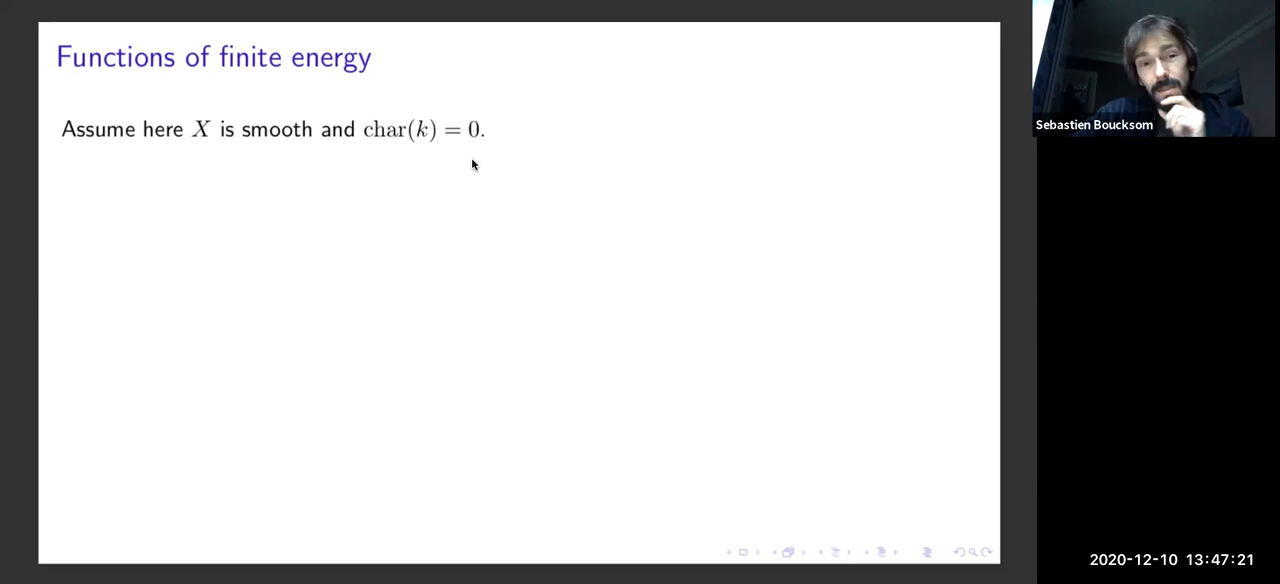 Functions of finite energy
Assume here X is smooth and char(k) = 0.
Sebastien Boucksom
2020-12-10 13:47:21